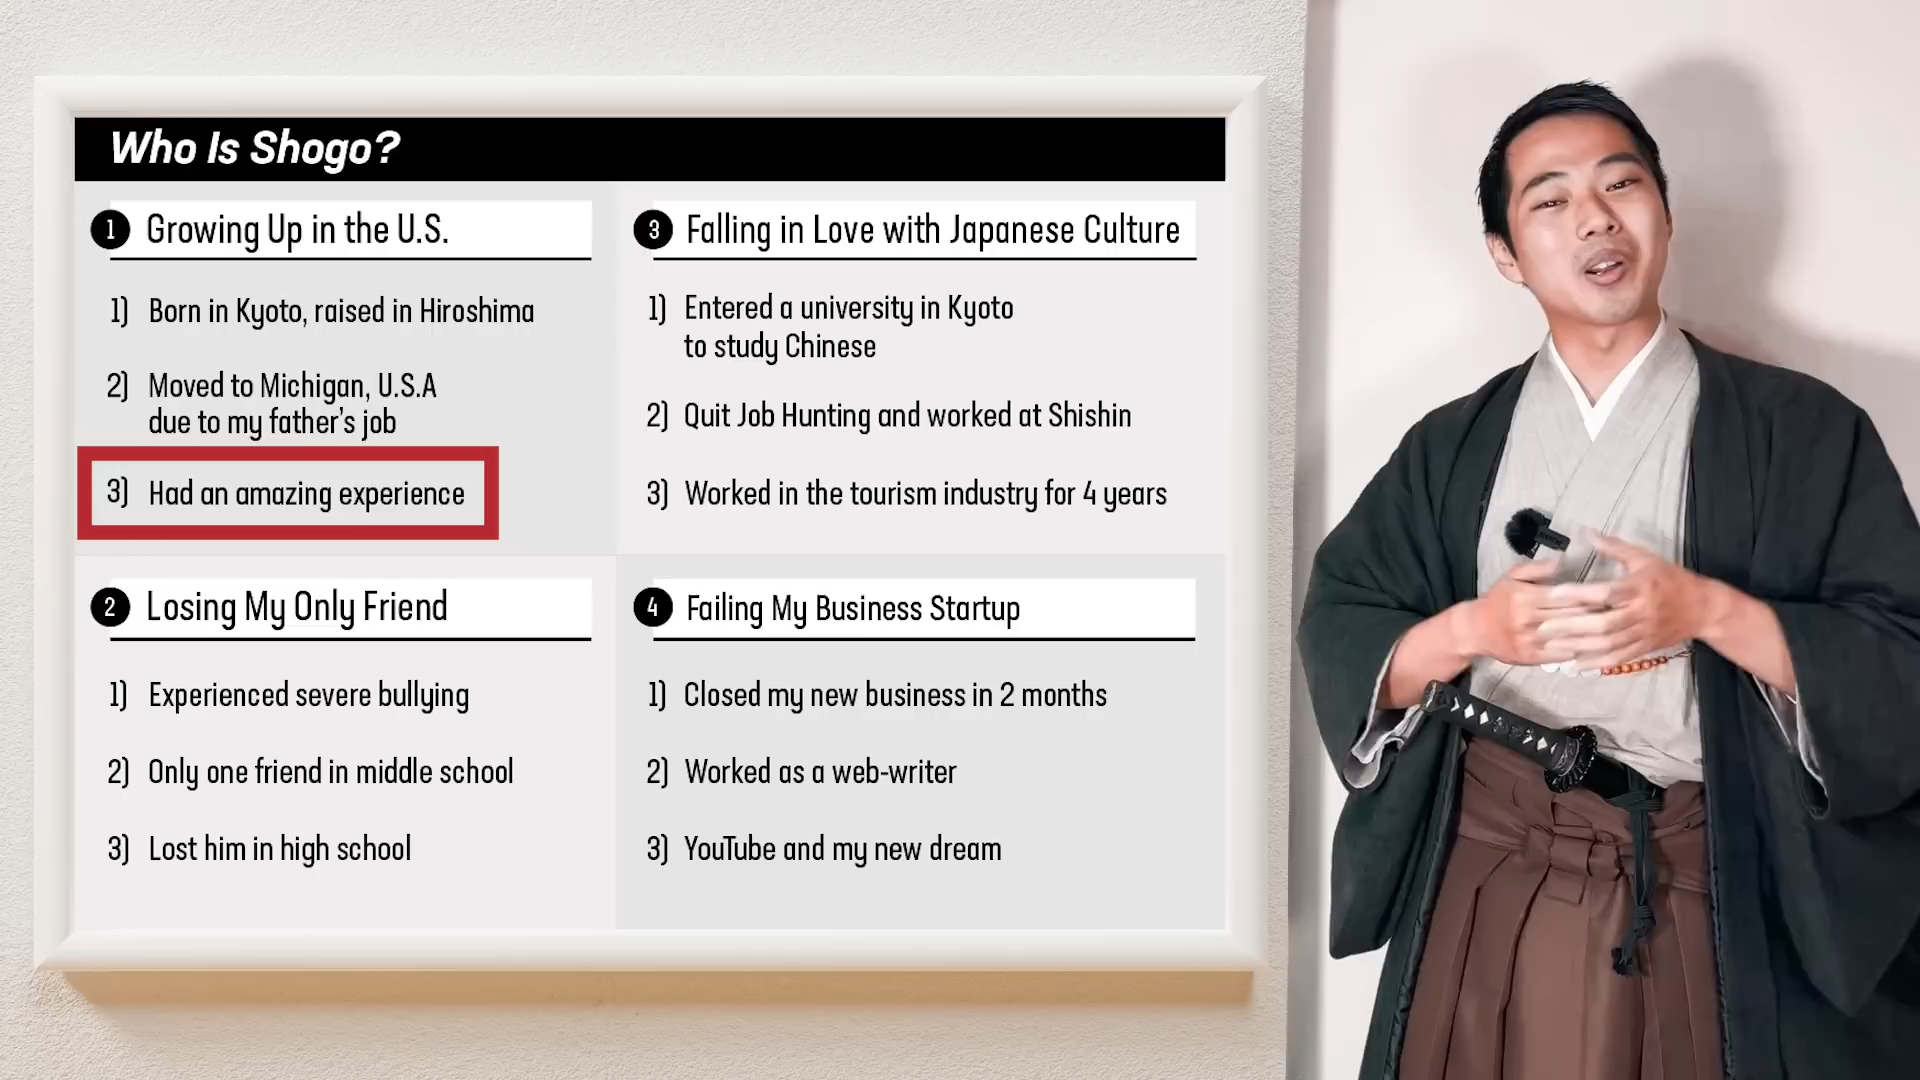 Who Is Shogo?
1 Growing Up in the U.S.
1) Born in Kyoto, raised in Hiroshima
2) Moved to Michigan, U.S.A
due to my father's job
3) Had an amazing experience
2 Losing My Only Friend
1) Experienced severe bullying
2) Only one friend in middle school
3) Lost him in high school
3 Falling in Love with Japanese Culture
1) Entered a university in Kyoto
to study Chinese
2) Quit Job Hunting and worked at Shishin
3) Worked in the tourism industry for 4 years
4 Failing My Business Startup
1) Closed my new business in 2 months
2) Worked as a web-writer
3) YouTube and my new dream